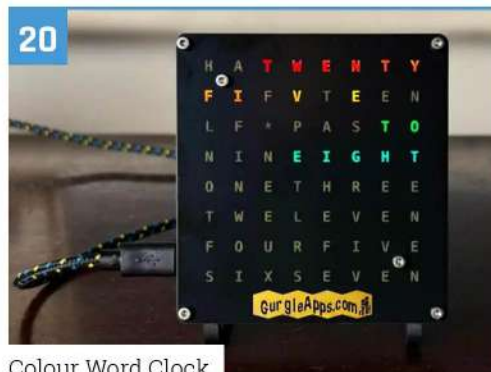 20
H A T W E N T Y
F I F V T E E N
L F * P A S T O
N I N E I G H T
O N E T H R E E
T W E L E V E N
F O U R F I V E
S I X S E V E N
GurgleApps.com
Colour Word Clock